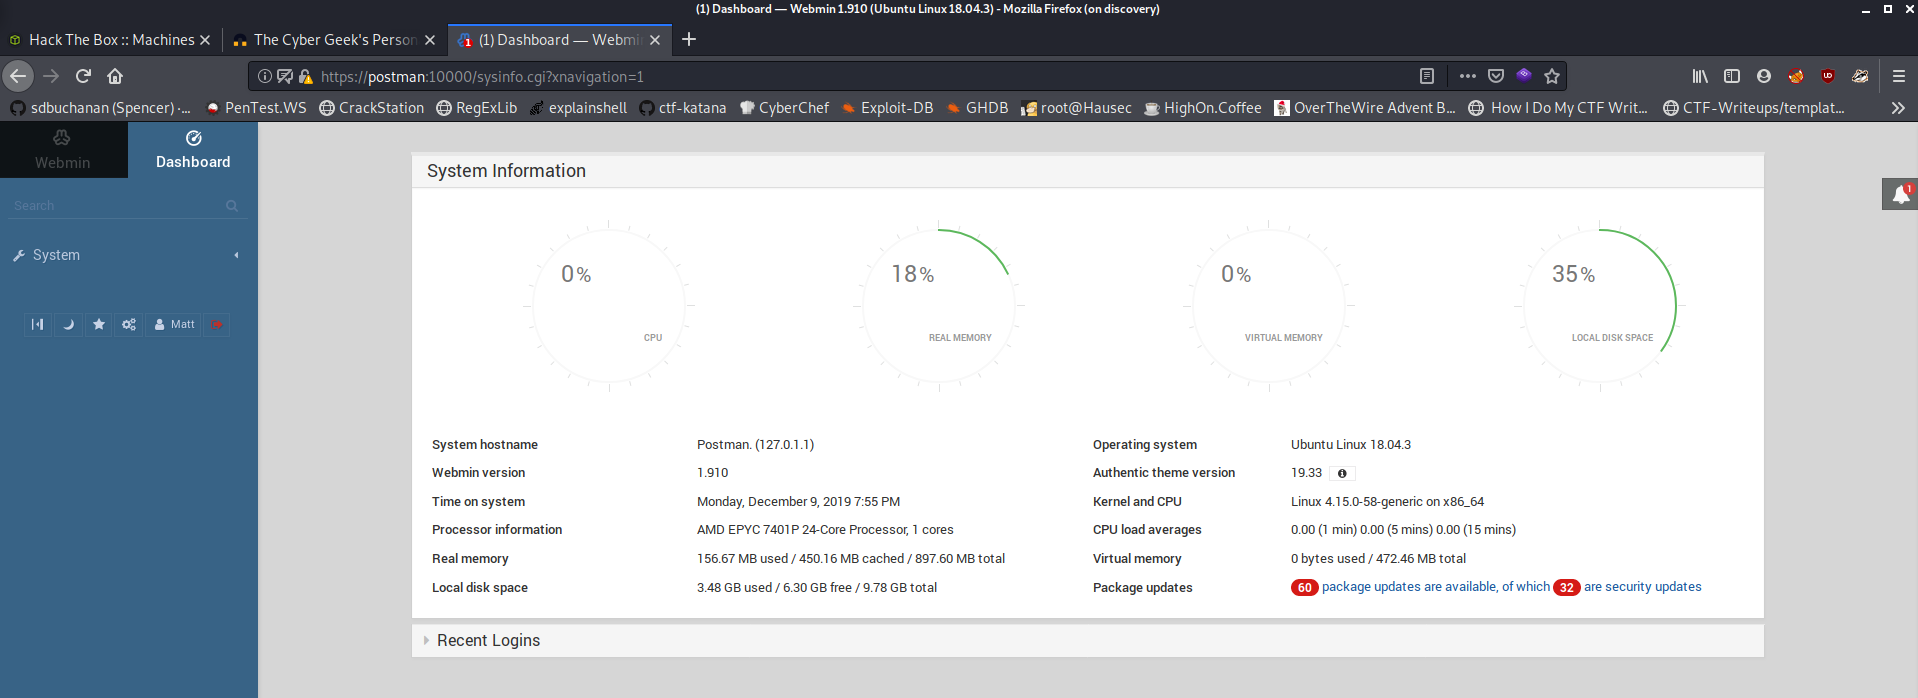 (1) Dashboard — Webmin 1.910 (Ubuntu Linux 18.04.3) - Mozilla Firefox (on discovery)
Hack The Box :: Machines
The Cyber Geek's Person
(1) Dashboard — Webmi
https://postman:10000/sysinfo.cgi?xnavigation=1
sdbuchanan (Spencer) ·...
PenTest.WS
CrackStation
RegExLib
explainshell
ctf-katana
CyberChef
Exploit-DB
GHDB
root@Hausec
HighOn.Coffee
OverTheWire Advent B...
How I Do My CTF Writ...
CTF-Writeups/templat...
Webmin
Dashboard
Search
System
Matt
System Information
1
0%
CPU
18%
REAL MEMORY
0%
VIRTUAL MEMORY
35%
LOCAL DISK SPACE
System hostname Postman. (127.0.1.1) Operating system Ubuntu Linux 18.04.3
Webmin version 1.910 Authentic theme version 19.33
Time on system Monday, December 9, 2019 7:55 PM Kernel and CPU Linux 4.15.0-58-generic on x86_64
Processor information AMD EPYC 7401P 24-Core Processor, 1 cores CPU load averages 0.00 (1 min) 0.00 (5 mins) 0.00 (15 mins)
Real memory 156.67 MB used / 450.16 MB cached / 897.60 MB total Virtual memory 0 bytes used / 472.46 MB total
Local disk space 3.48 GB used / 6.30 GB free / 9.78 GB total Package updates 60 package updates are available, of which 32 are security updates
Recent Logins